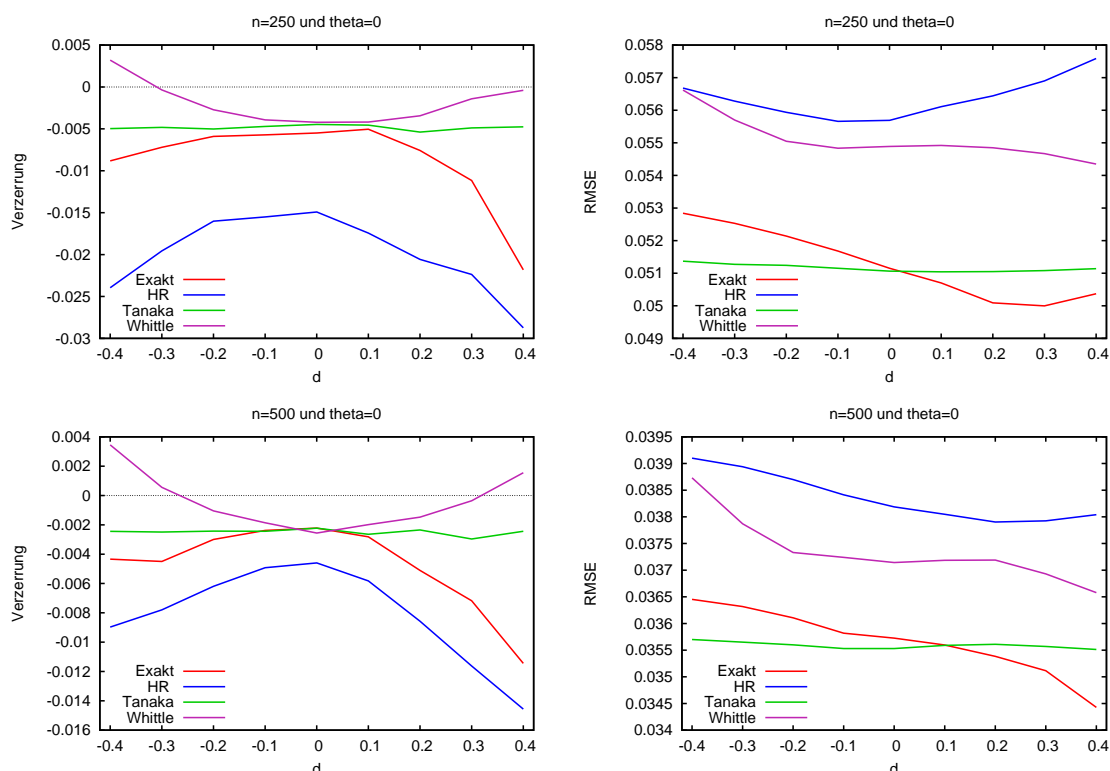 n=250 und theta=0
0.005
0
-0.005
-0.01
-0.015
-0.02
-0.025
-0.03
Verzerrung
Exakt
HR
Tanaka
Whittle
-0.4 -0.3 -0.2 -0.1 0 0.1 0.2 0.3 0.4
d
n=250 und theta=0
0.058
0.057
0.056
0.055
0.054
0.053
0.052
0.051
0.05
0.049
RMSE
Exakt
HR
Tanaka
Whittle
-0.4 -0.3 -0.2 -0.1 0 0.1 0.2 0.3 0.4
d
n=500 und theta=0
0.004
0.002
0
-0.002
-0.004
-0.006
-0.008
-0.01
-0.012
-0.014
-0.016
Verzerrung
Exakt
HR
Tanaka
Whittle
-0.4 -0.3 -0.2 -0.1 0 0.1 0.2 0.3 0.4
d
n=500 und theta=0
0.0395
0.039
0.0385
0.038
0.0375
0.037
0.0365
0.036
0.0355
0.035
0.0345
0.034
RMSE
Exakt
HR
Tanaka
Whittle
-0.4 -0.3 -0.2 -0.1 0 0.1 0.2 0.3 0.4
d